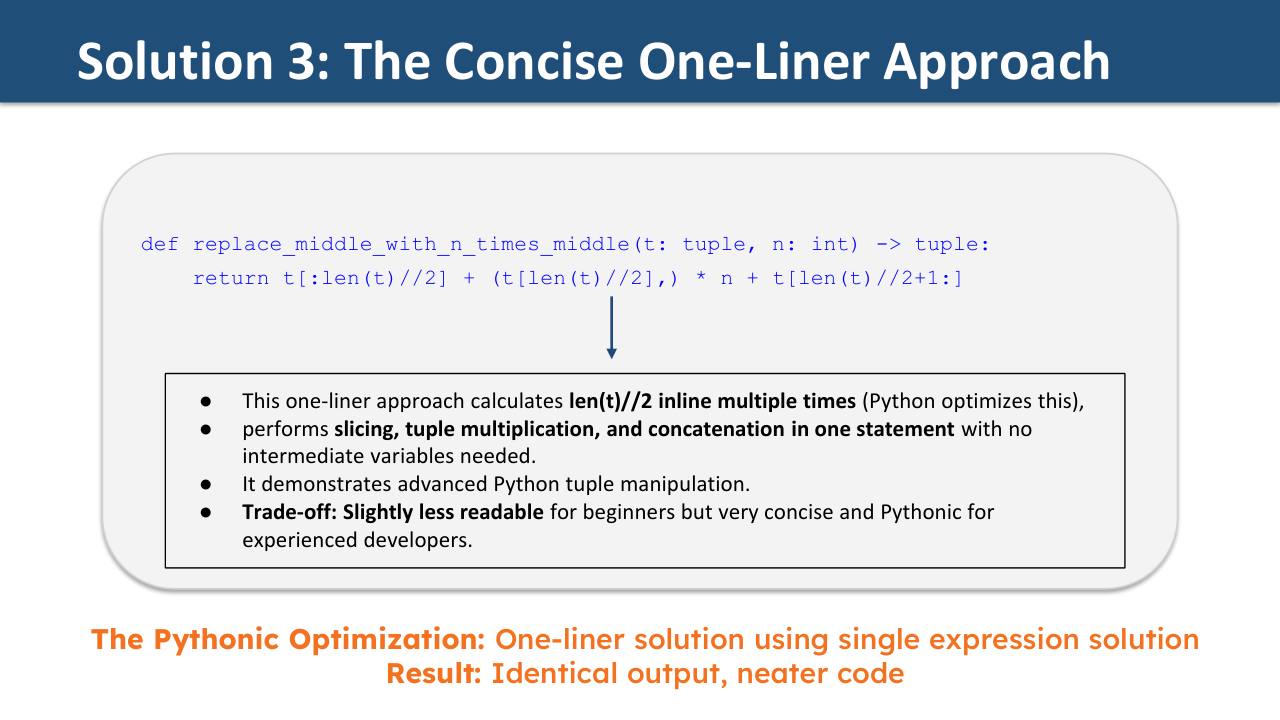 Solution 3: The Concise One-Liner Approach
def replace_middle_with_n_times_middle(t: tuple, n: int) -> tuple:
    return t[:len(t)//2] + (t[len(t)//2],) * n + t[len(t)//2+1:]
● This one-liner approach calculates len(t)//2 inline multiple times (Python optimizes this),
● performs slicing, tuple multiplication, and concatenation in one statement with no
intermediate variables needed.
● It demonstrates advanced Python tuple manipulation.
● Trade-off: Slightly less readable for beginners but very concise and Pythonic for
experienced developers.
The Pythonic Optimization: One-liner solution using single expression solution
Result: Identical output, neater code